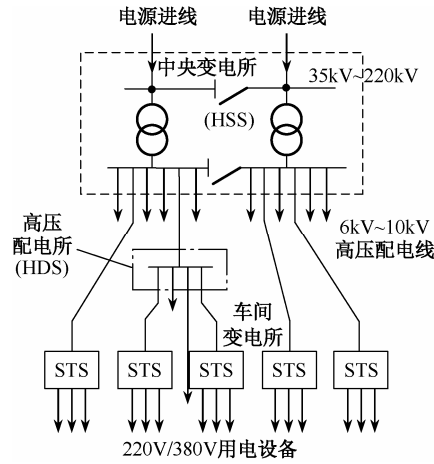 电源进线 电源进线
中央变电所
35kV~220kV
(HSS)
6kV~10kV
高压配电线
高压
配电所
(HDS)
车间
变电所
STS STS STS STS STS
220V/380V用电设备